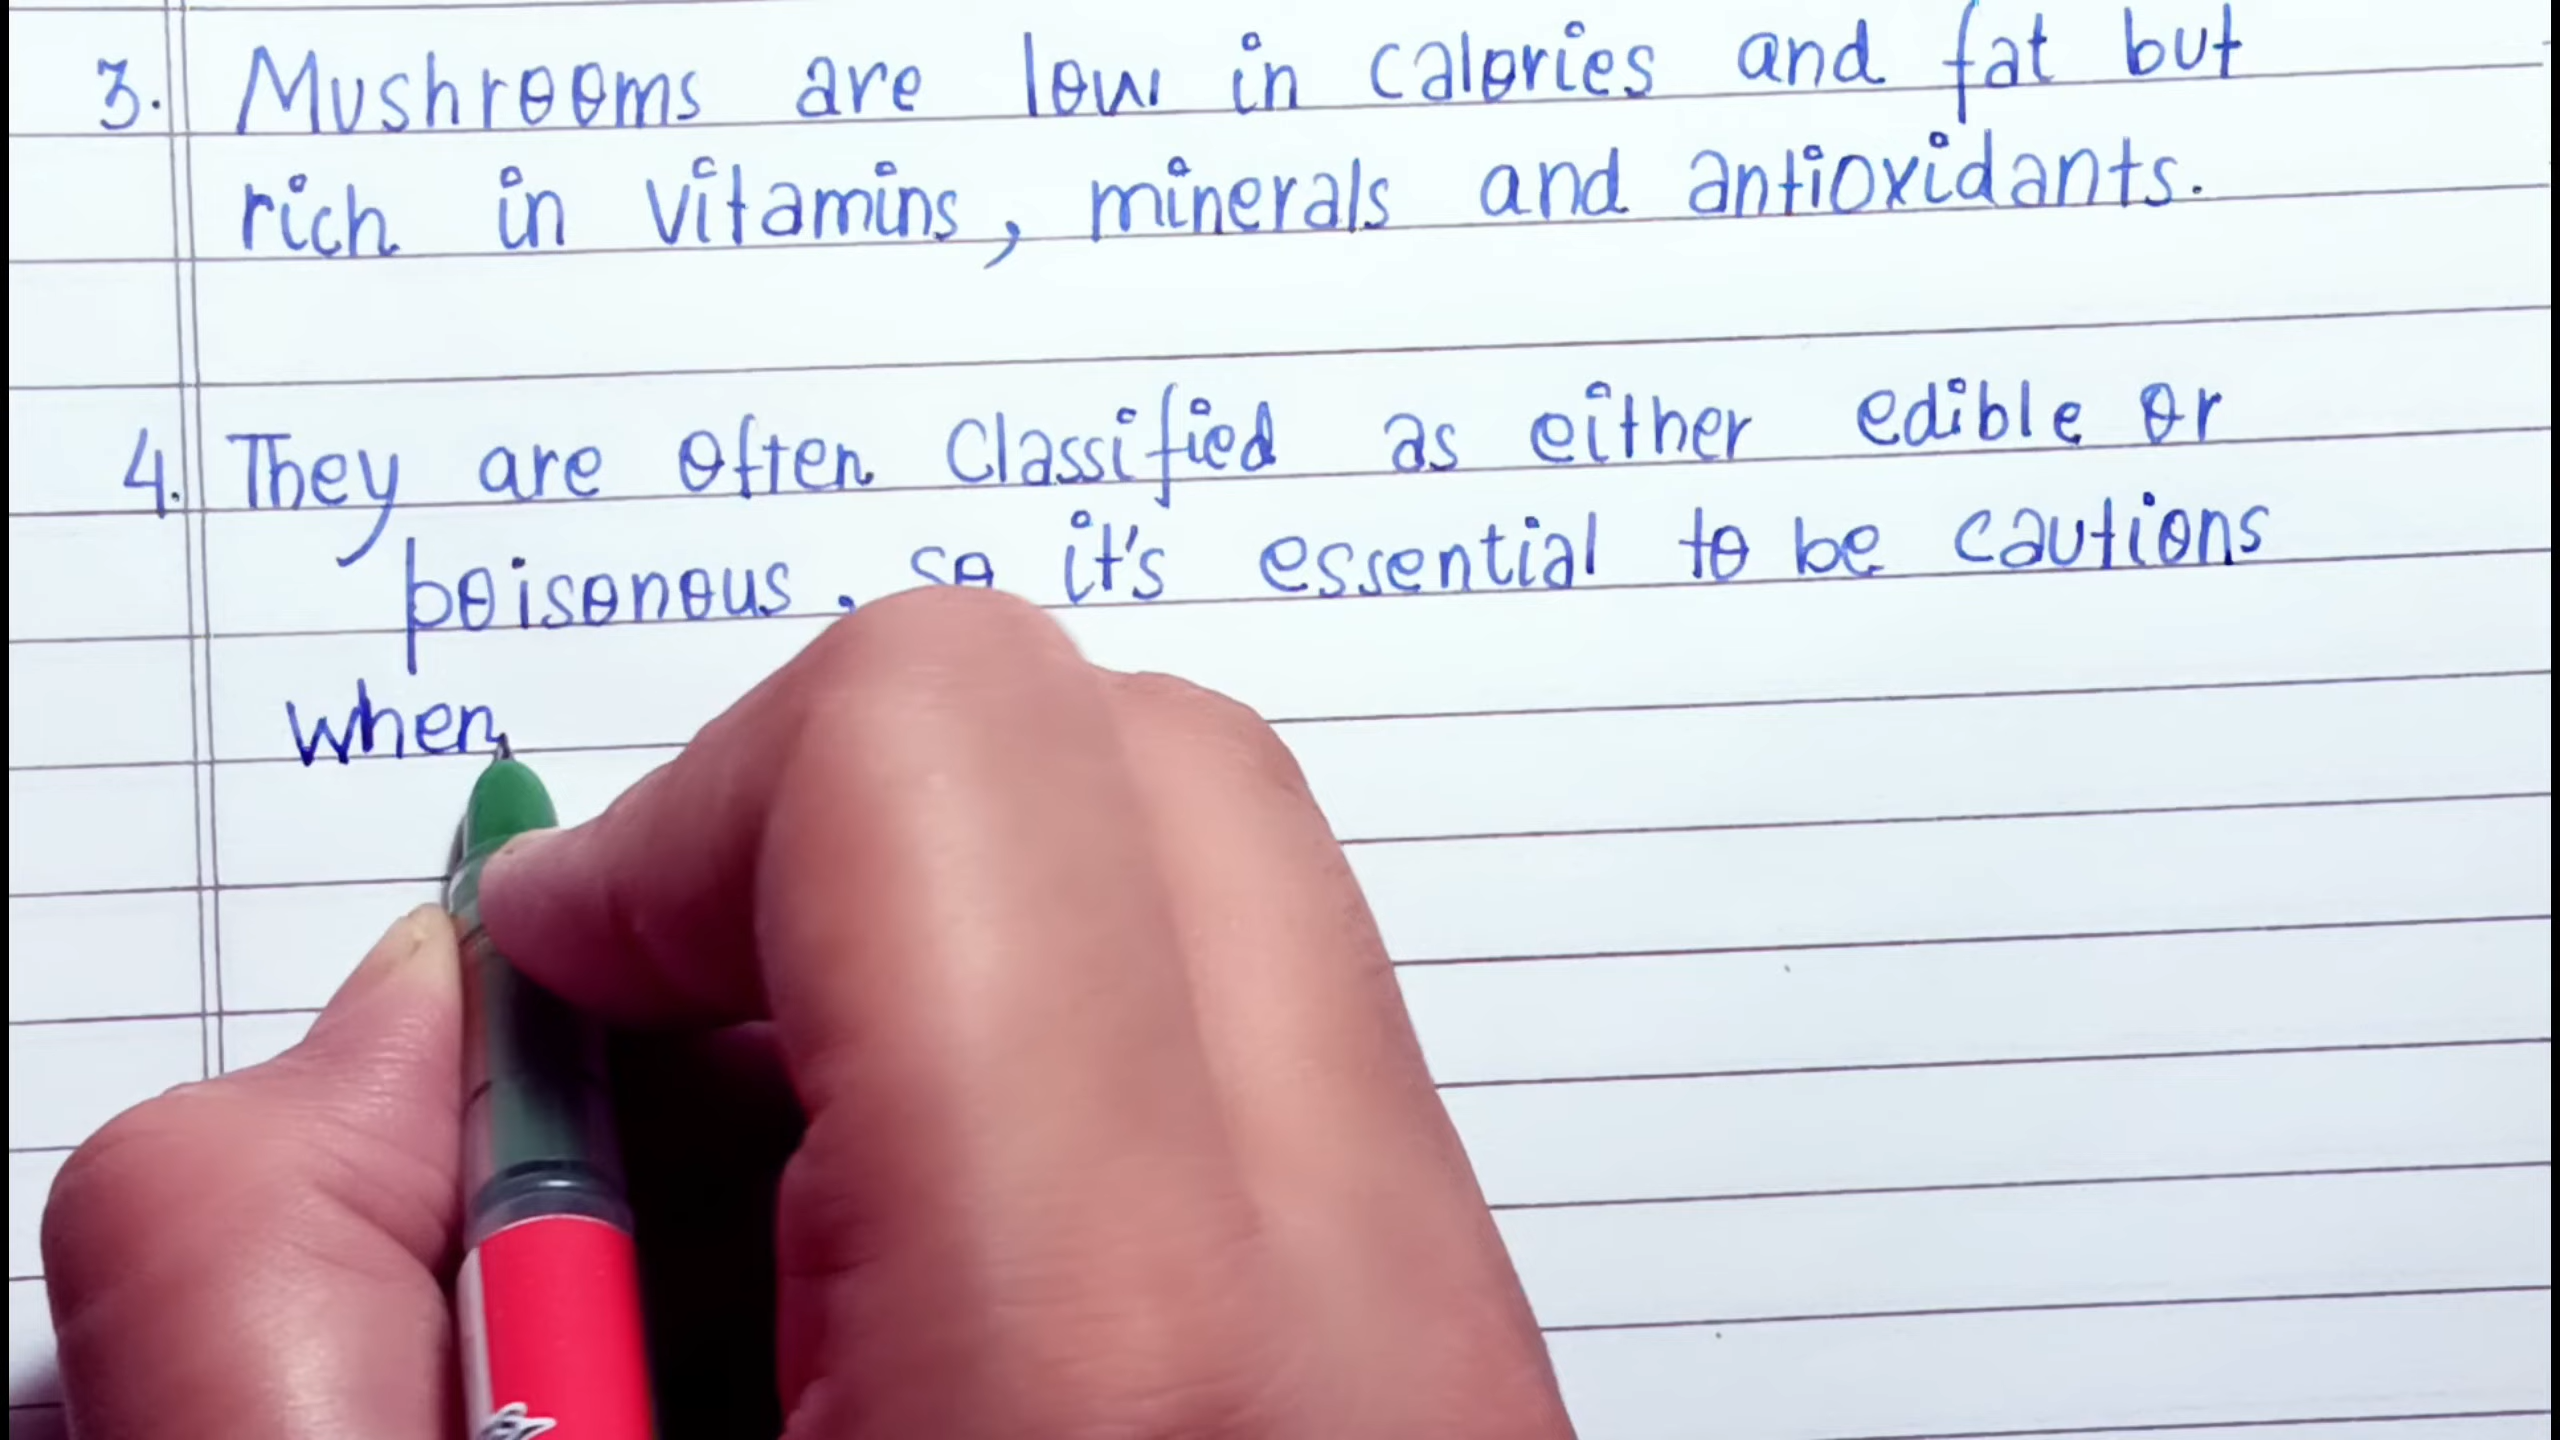 3. Mushrooms are low in calories and fat but
rich in vitamins, minerals and antioxidants.
4. They are often classified as either edible or
poisonous, so it's essential to be cautions
when